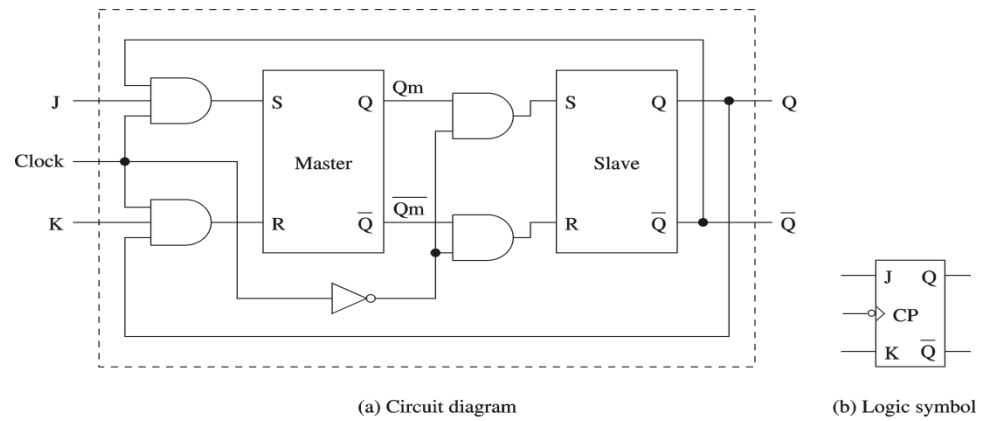 J
Clock
K
S Q
Master
R Q̅
Qm
Q̅m̅
S Q
Slave
R Q̅
Q
Q̅
J Q
CP
K Q̅
(a) Circuit diagram
(b) Logic symbol